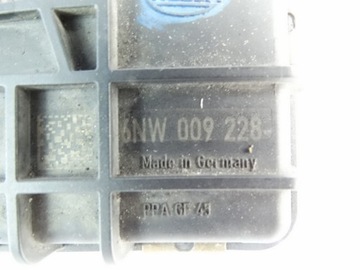 6NW 009 228-
Made in Germany
PPA GF 45